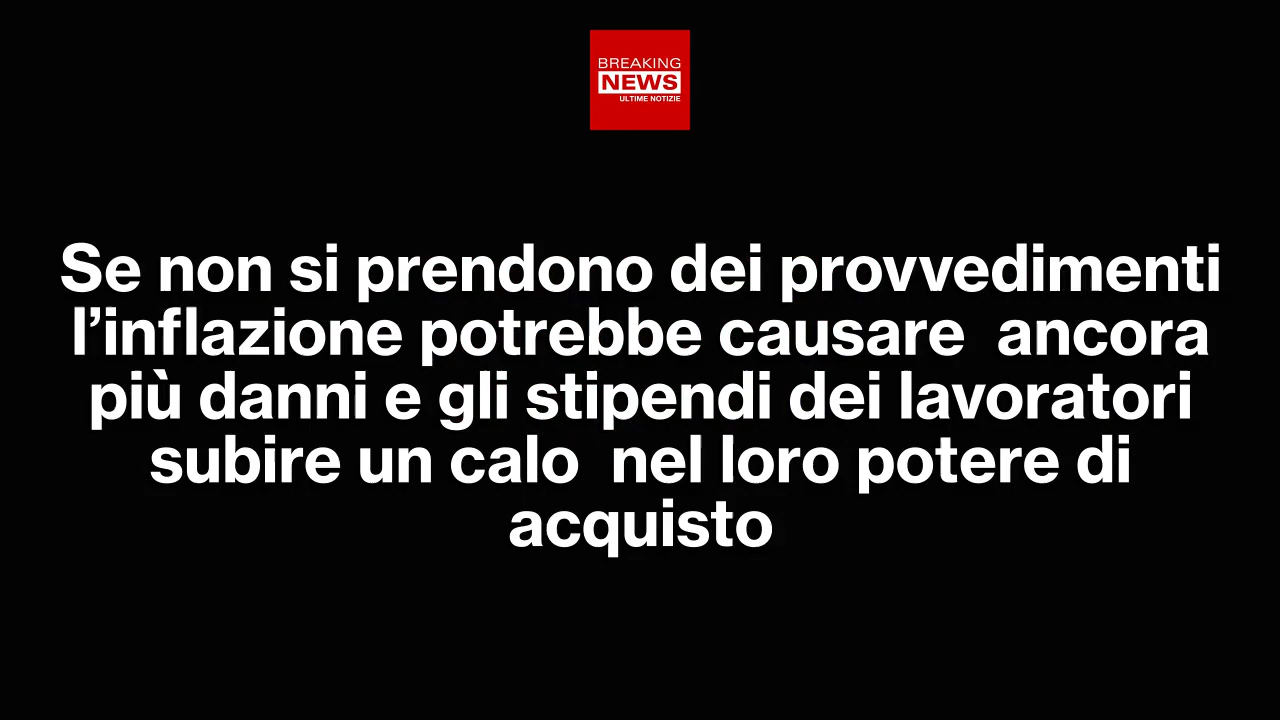 BREAKING
NEWS
ULTIME NOTIZIE
Se non si prendono dei provvedimenti
l’inflazione potrebbe causare  ancora
più danni e gli stipendi dei lavoratori
subire un calo  nel loro potere di
acquisto